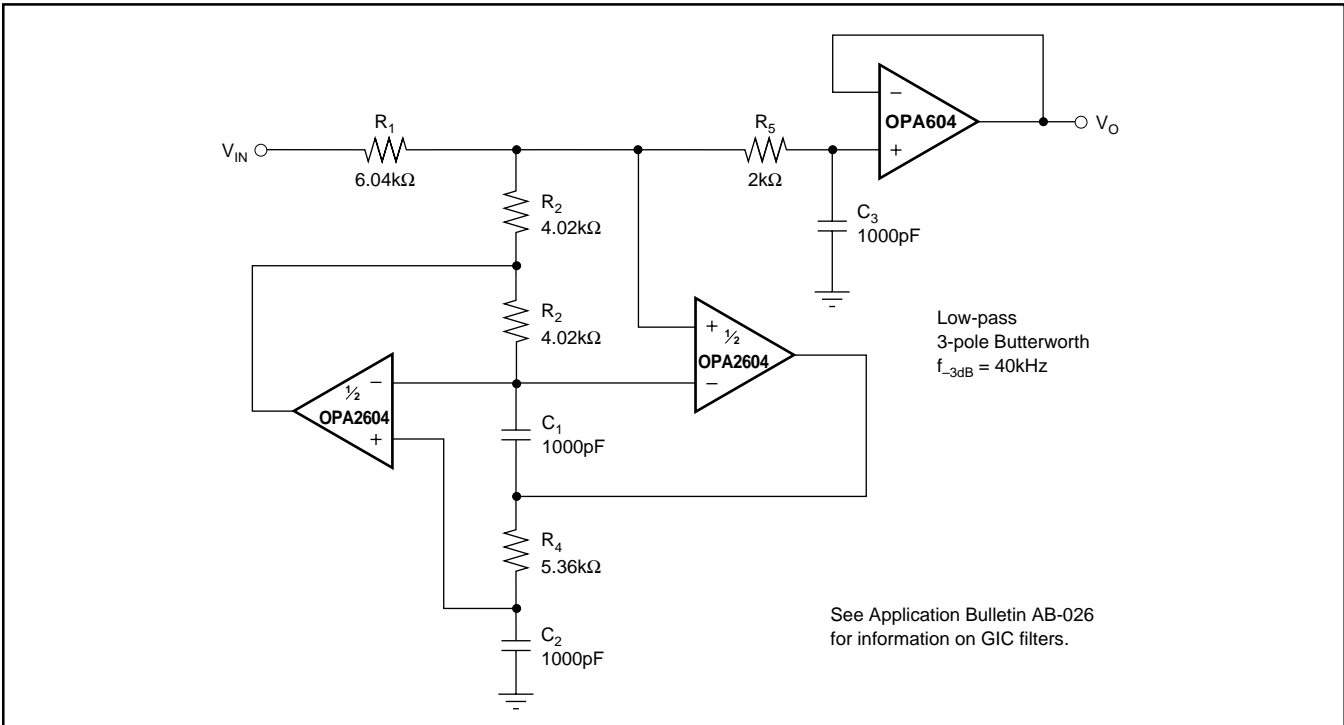 R₁
V_IN
6.04kΩ
R₅
2kΩ
−
OPA604
+
V_O
C₃
1000pF
R₂
4.02kΩ
R₂
4.02kΩ
+
½
OPA2604
−
½
−
OPA2604
+
C₁
1000pF
R₄
5.36kΩ
C₂
1000pF
Low-pass
3-pole Butterworth
f₋₃dB = 40kHz
See Application Bulletin AB-026
for information on GIC filters.